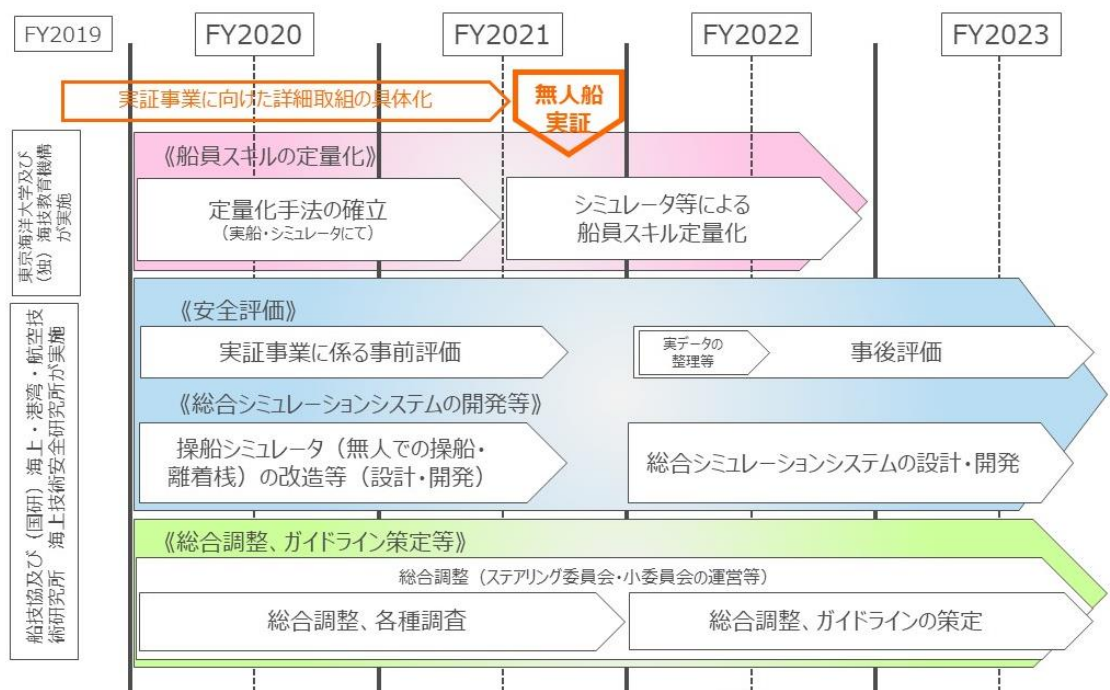 FY2019
FY2020
FY2021
FY2022
FY2023
実証事業に向けた詳細取組の具体化
無人船
実証
東京海洋大学及び
（独）海技教育機構
が実施
《船員スキルの定量化》
定量化手法の確立
（実船・シミュレータにて）
シミュレータ等による
船員スキル定量化
船技協及び（国研）海上・港湾・航空技
術研究所　海上技術安全研究所が実施
《安全評価》
実証事業に係る事前評価
実データの
整理等
事後評価
《総合シミュレーションシステムの開発等》
操船シミュレータ（無人での操船・
離着桟）の改造等（設計・開発）
総合シミュレーションシステムの設計・開発
《総合調整、ガイドライン策定等》
総合調整（ステアリング委員会・小委員会の運営等）
総合調整、各種調査
総合調整、ガイドラインの策定